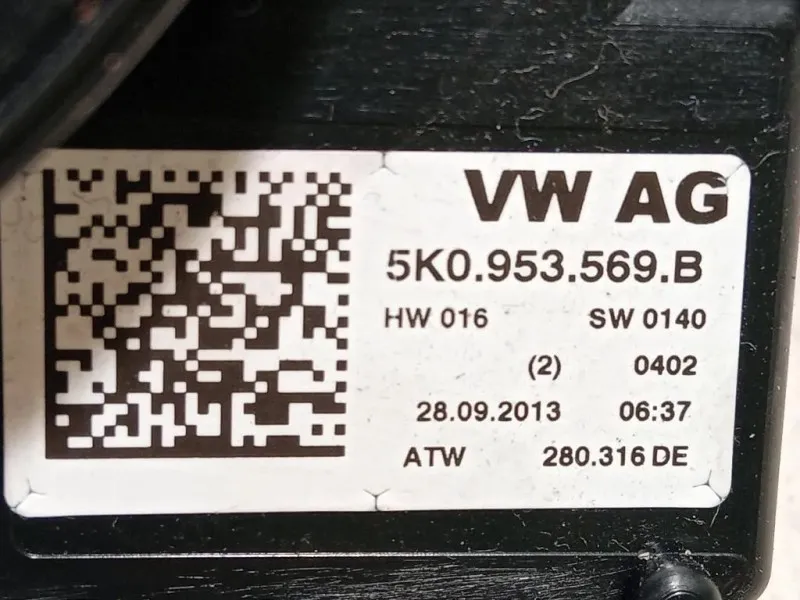 VW AG
5K0.953.569.B
HW 016 SW 0140
(2) 0402
28.09.2013 06:37
ATW 280.316 DE